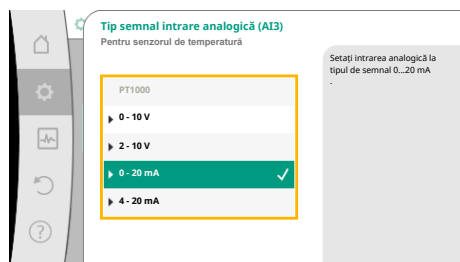 Tip semnal intrare analogică (AI3)
Pentru senzorul de temperatură
Setați intrarea analogică la
tipul de semnal 0...20 mA
.
PT1000
0 - 10 V
2 - 10 V
0 - 20 mA
4 - 20 mA
?